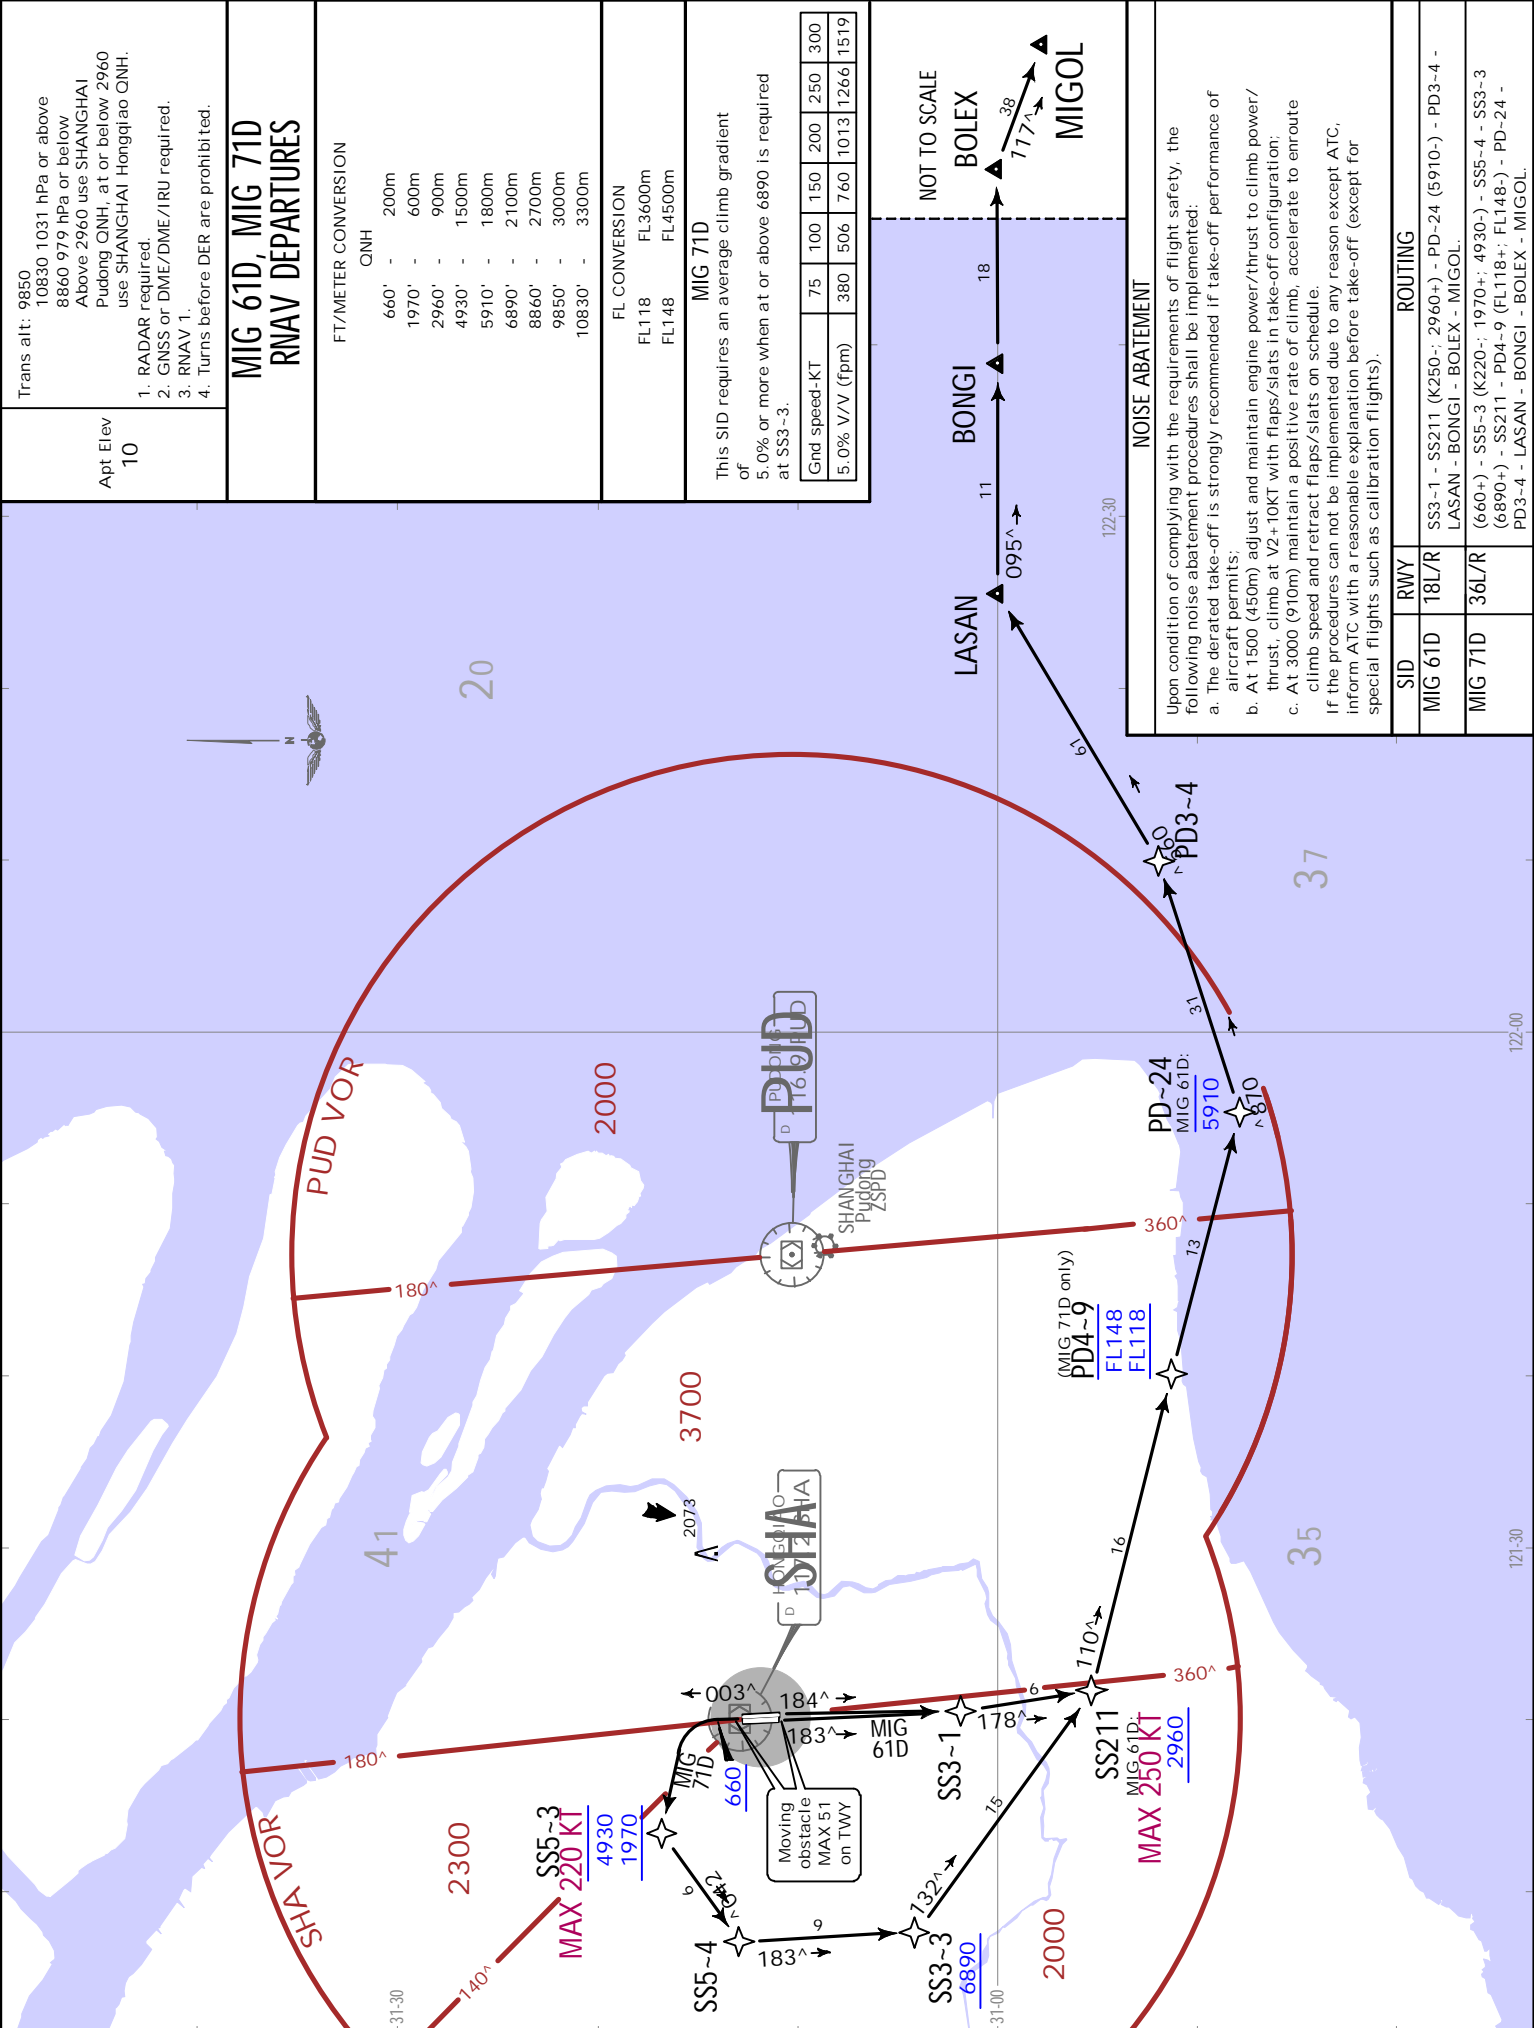 Apt Elev
10
Trans alt: 9850
10830 1031 hPa or above
8860 979 hPa or below
Above 2960 use SHANGHAI
Pudong QNH, at or below 2960
use SHANGHAI Hongqiao QNH.
1. RADAR required.
2. GNSS or DME/DME/IRU required.
3. RNAV 1.
4. Turns before DER are prohibited.
MIG 61D, MIG 71D
RNAV DEPARTURES
FT/METER CONVERSION
QNH
660' - 200m
1970' - 600m
2960' - 900m
4930' - 1500m
5910' - 1800m
6890' - 2100m
8860' - 2700m
9850' - 3000m
10830' - 3300m
FL CONVERSION
FL118 FL3600m
FL148 FL4500m
MIG 71D
This SID requires an average climb gradient
of
5.0% or more when at or above 6890 is required
at SS3~3.
Gnd speed-KT 75 100 150 200 250 300
5.0% V/V (fpm) 380 506 760 1013 1266 1519
NOT TO SCALE
BOLEX
38
117^
MIGOL
18
BONGI
11
095^
LASAN
61
PD3~4
31
PD~24
MIG 61D:
5910
078^
13
(MIG 71D only)
PD4~9
FL148
FL118
16
110^
SS211
MIG 61D:
MAX 250 KT
2960
6
178^
SS3~1
MIG
61D
184^
183^
003^
MIG
71D
660
Moving
obstacle
MAX 51
on TWY
SS5~3
MAX 220 KT
4930
1970
6
SS5~4
9
183^
SS3~3
6890
132^
15
SHA VOR
PUD VOR
180^
360^
140^
180^
360^
2300
2000
3700
2000
41
20
35
37
2073
D HONGQIAO
SHA
D PUDONG
PUD
SHANGHAI
Pudong
ZSPD
N
31-30
31-00
121-30
122-00
122-30
NOISE ABATEMENT
Upon condition of complying with the requirements of flight safety, the
following noise abatement procedures shall be implemented:
a. The derated take-off is strongly recommended if take-off performance of
aircraft permits;
b. At 1500 (450m) adjust and maintain engine power/thrust to climb power/
thrust, climb at V2+10KT with flaps/slats in take-off configuration;
c. At 3000 (910m) maintain a positive rate of climb, accelerate to enroute
climb speed and retract flaps/slats on schedule.
If the procedures can not be implemented due to any reason except ATC,
inform ATC with a reasonable explanation before take-off (except for
special flights such as calibration flights).
SID RWY ROUTING
MIG 61D 18L/R SS3~1 - SS211 (K250-; 2960+) - PD~24 (5910-) - PD3~4 -
LASAN - BONGI - BOLEX - MIGOL.
MIG 71D 36L/R (660+) - SS5~3 (K220-; 1970+; 4930-) - SS5~4 - SS3~3
(6890+) - SS211 - PD4~9 (FL118+; FL148-) - PD~24 -
PD3~4 - LASAN - BONGI - BOLEX - MIGOL.